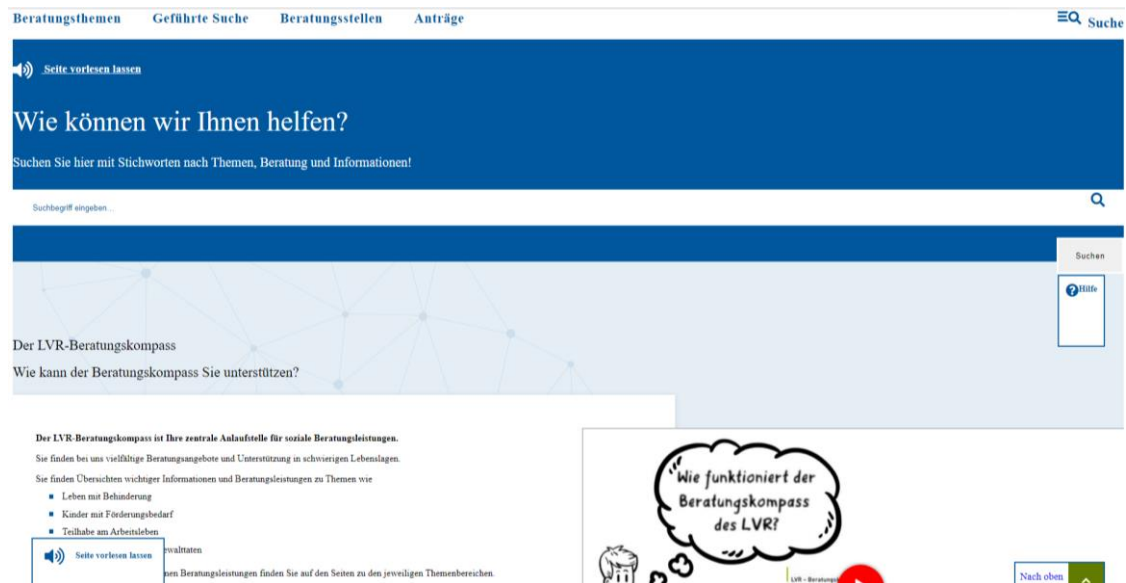 Beratungsthemen Geführte Suche Beratungsstellen Anträge Suche
Seite vorlesen lassen
Wie können wir Ihnen helfen?
Suchen Sie hier mit Stichworten nach Themen, Beratung und Informationen!
Suchbegriff eingeben...
Suchen
Hilfe
Der LVR-Beratungskompass
Wie kann der Beratungskompass Sie unterstützen?
Der LVR-Beratungskompass ist Ihre zentrale Anlaufstelle für soziale Beratungsleistungen.
Sie finden bei uns vielfältige Beratungsangebote und Unterstützung in schwierigen Lebenslagen.
Sie finden Übersichten wichtiger Informationen und Beratungsleistungen zu Themen wie
Leben mit Behinderung
Kinder mit Förderungsbedarf
Teilhabe am Arbeitsleben
Seite vorlesen lassen
Beratungsleistungen finden Sie auf den Seiten zu den jeweiligen Themenbereichen.
Wie funktioniert der
Beratungskompass
des LVR?
Nach oben